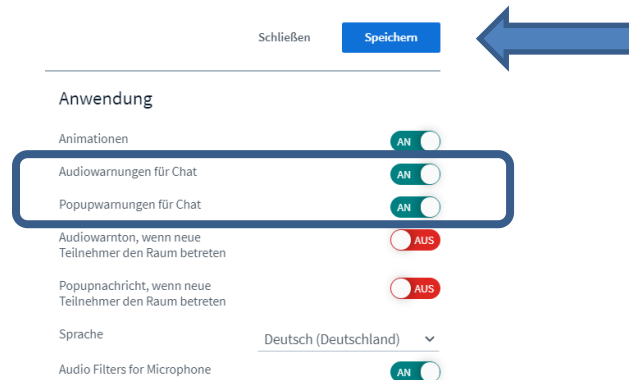 Schließen Speichern
Anwendung
Animationen AN
Audiowarnungen für Chat AN
Popupwarnungen für Chat AN
Audiowarnton, wenn neue
Teilnehmer den Raum betreten AUS
Popupnachricht, wenn neue
Teilnehmer den Raum betreten AUS
Sprache Deutsch (Deutschland)
Audio Filters for Microphone AN